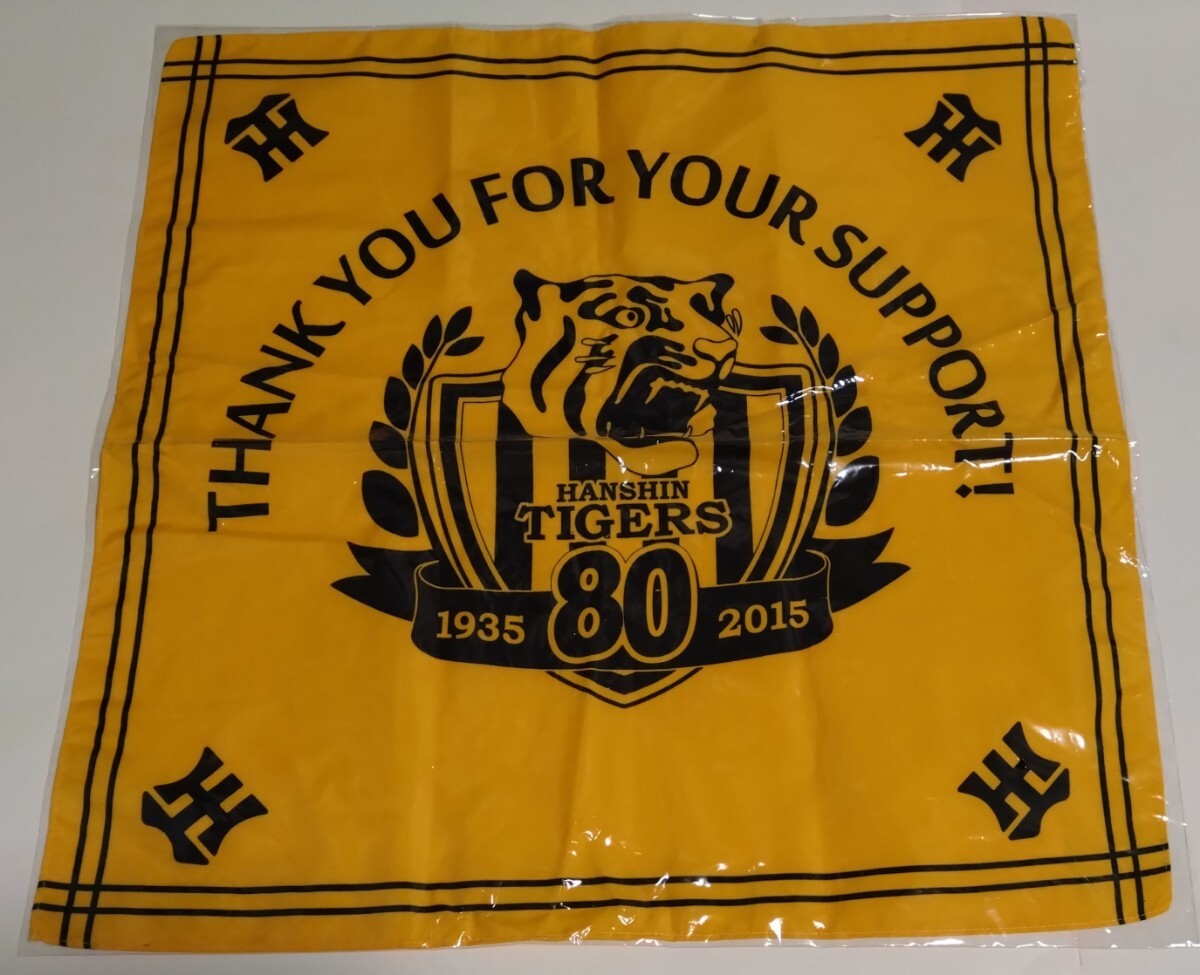 THANK YOU FOR YOUR SUPPORT!
HANSHIN
TIGERS
1935 80 2015